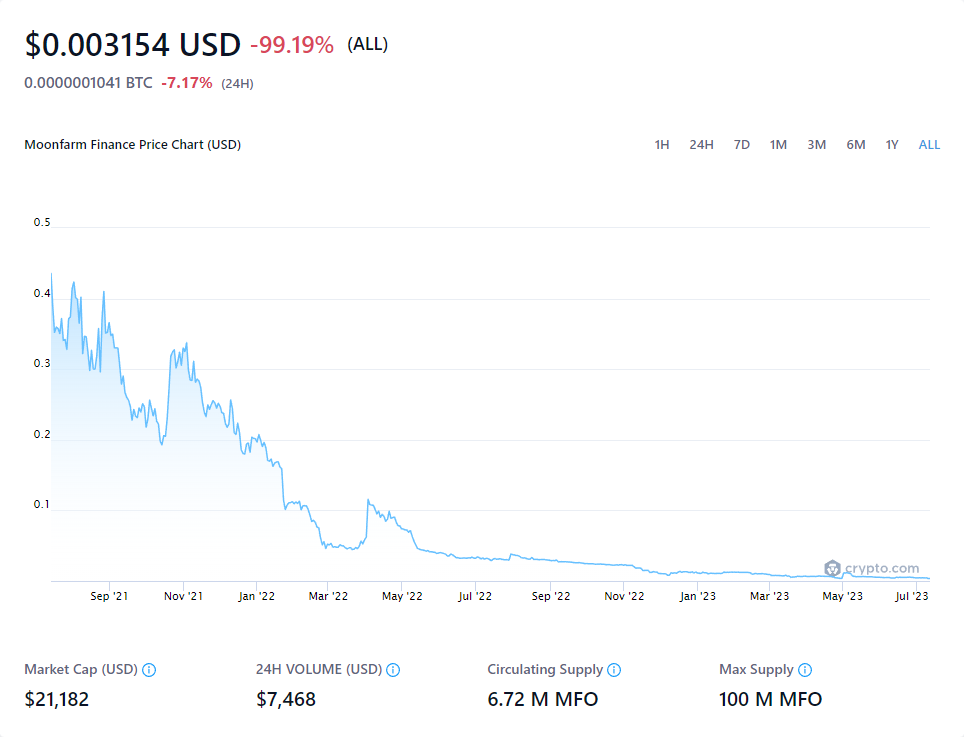 $0.003154 USD -99.19% (ALL)
0.0000001041 BTC -7.17% (24H)
Moonfarm Finance Price Chart (USD) 1H 24H 7D 1M 3M 6M 1Y ALL
0.5
0.4
0.3
0.2
0.1
crypto.com
Sep '21 Nov '21 Jan '22 Mar '22 May '22 Jul '22 Sep '22 Nov '22 Jan '23 Mar '23 May '23 Jul '23
Market Cap (USD) 24H VOLUME (USD) Circulating Supply Max Supply
$21,182 $7,468 6.72 M MFO 100 M MFO